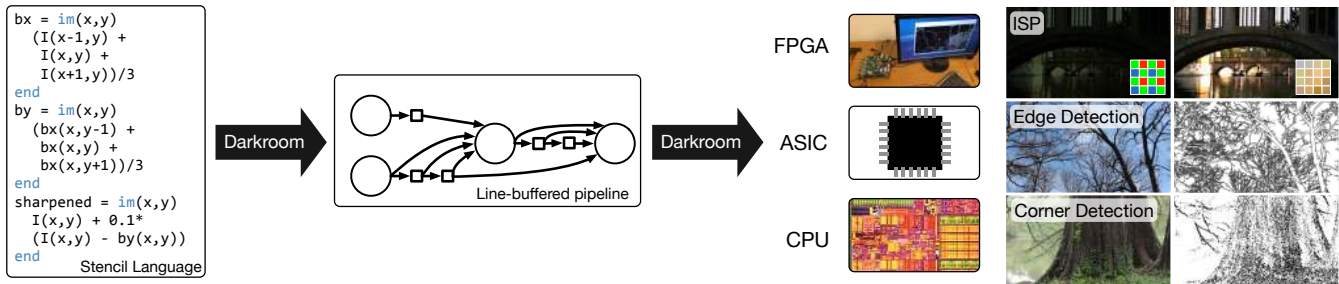 bx = im(x,y)
(I(x-1,y) +
I(x,y) +
I(x+1,y))/3
end
by = im(x,y)
(bx(x,y-1) +
bx(x,y) +
bx(x,y+1))/3
end
sharpened = im(x,y)
I(x,y) + 0.1*
(I(x,y) - by(x,y))
end
Stencil Language
Darkroom
Line-buffered pipeline
Darkroom
FPGA
ASIC
CPU
ISP
Edge Detection
Corner Detection